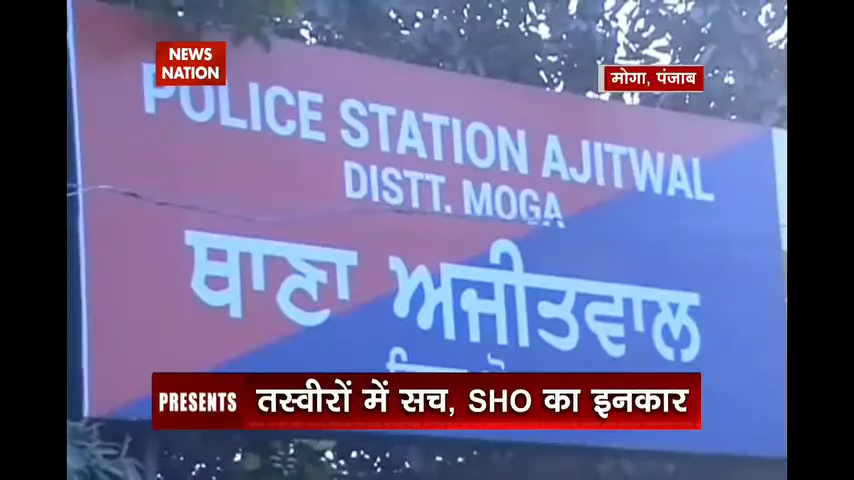 NEWS
NATION
मोगा, पंजाब
POLICE STATION AJITWAL
DISTT. MOGA
ਥਾਣਾ ਅਜੀਤਵਾਲ
PRESENTS तस्वीरों में सच, SHO का इनकार